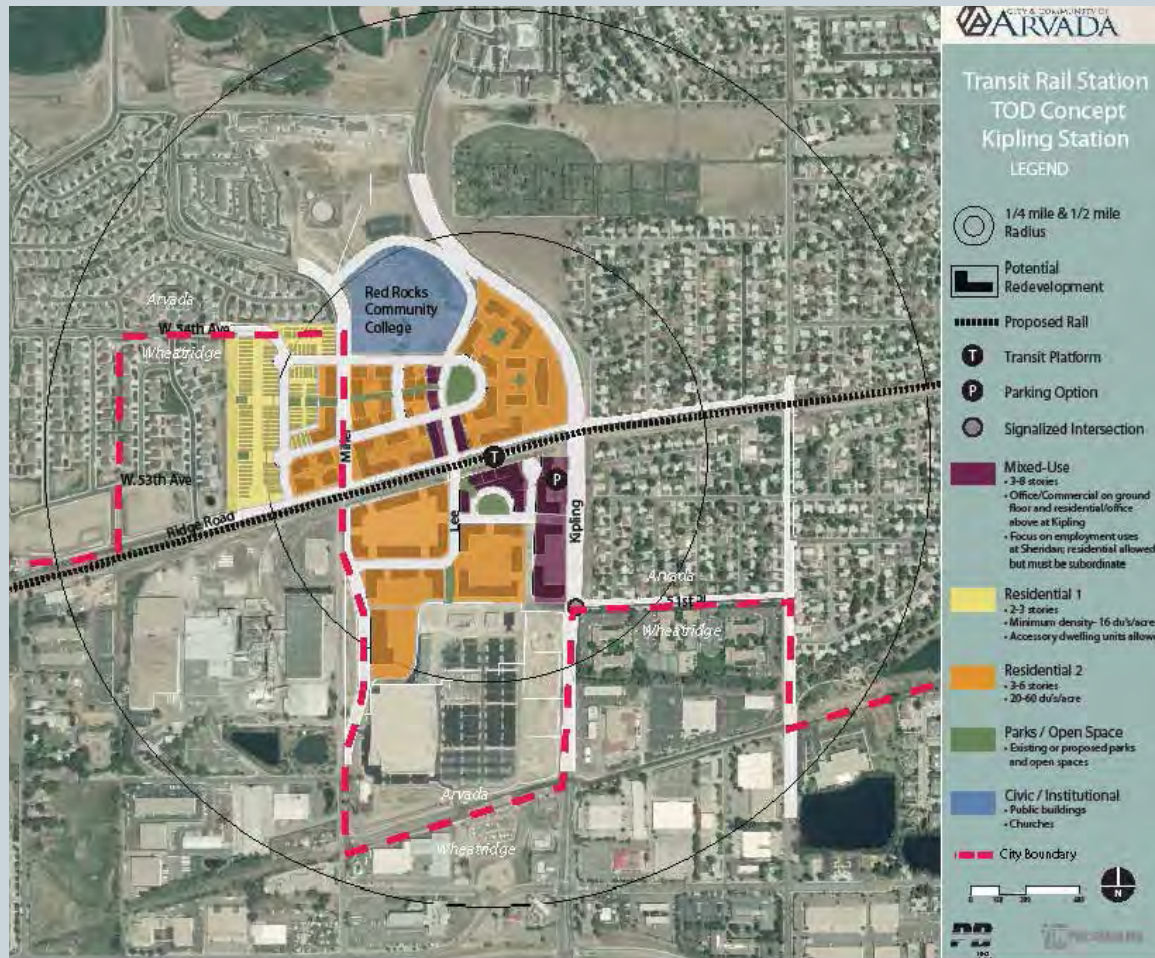 CITY & COMMUNITY OF
ARVADA
Transit Rail Station
TOD Concept
Kipling Station
LEGEND
1/4 mile & 1/2 mile
Radius
Potential
Redevelopment
Proposed Rail
T
Transit Platform
P
Parking Option
Signalized Intersection
Mixed-Use
• 3-8 stories
• Office/Commercial on ground
floor and residential/office
above at Kipling
• Focus on employment uses
at Sheridan; residential allowed
but must be subordinate
Residential 1
• 2-3 stories
• Minimum density- 16 du's/acre
• Accessory dwelling units allowe
Residential 2
• 3-6 stories
• 20-60 du's/acre
Parks / Open Space
• Existing or proposed parks
and open spaces
Civic / Institutional
• Public buildings
• Churches
City Boundary
N
PB
Red Rocks
Community
College
Arvada
W. 54th Ave
Wheatridge
Miller
W. 53th Ave
Ridge Road
T
P
Lee
Kipling
Arvada
51st Pl
Wheatridge
Arvada
Wheatridge